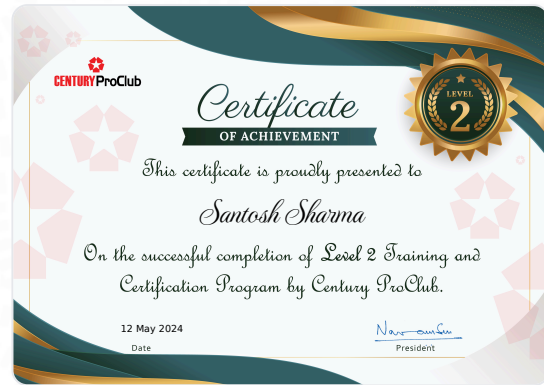 CENTURY ProClub
Certificate
OF ACHIEVEMENT
LEVEL
2
This certificate is proudly presented to
Santosh Sharma
On the successful completion of Level 2 Training and
Certification Program by Century ProClub.
12 May 2024
Date
President